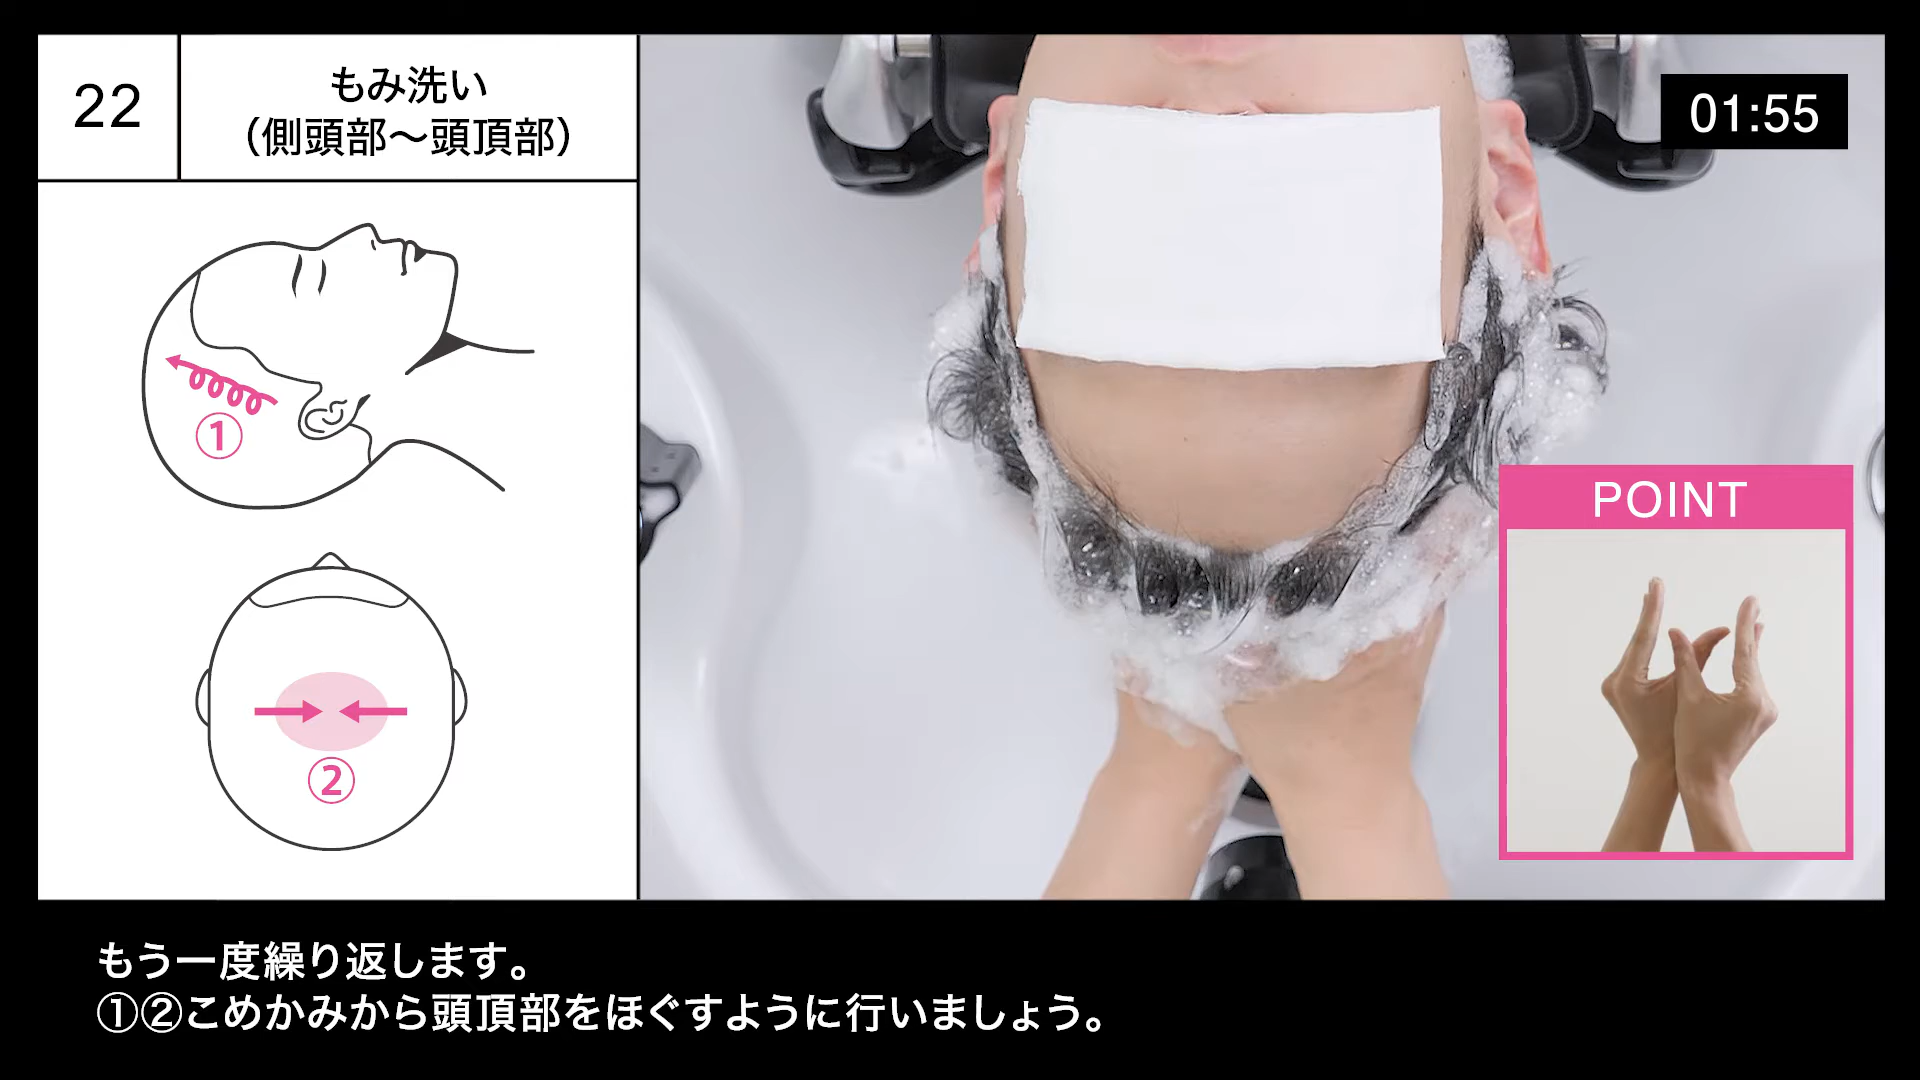 22
もみ洗い
（側頭部～頭頂部）
01:55
①
②
POINT
もう一度繰り返します。
①②こめかみから頭頂部をほぐすように行いましょう。